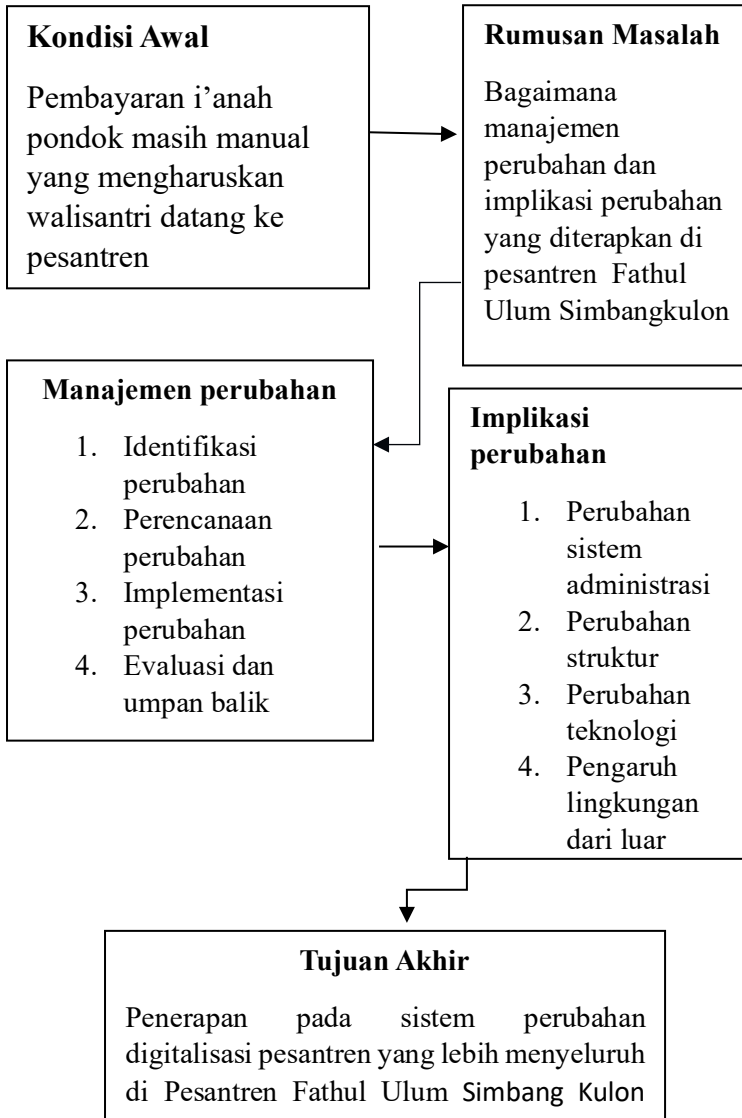 Kondisi Awal
Pembayaran i’anah
pondok masih manual
yang mengharuskan
walisantri datang ke
pesantren
Rumusan Masalah
Bagaimana
manajemen
perubahan dan
implikasi perubahan
yang diterapkan di
pesantren Fathul
Ulum Simbangkulon
Manajemen perubahan
1. Identifikasi
perubahan
2. Perencanaan
perubahan
3. Implementasi
perubahan
4. Evaluasi dan
umpan balik
Implikasi
perubahan
1. Perubahan
sistem
administrasi
2. Perubahan
struktur
3. Perubahan
teknologi
4. Pengaruh
lingkungan
dari luar
Tujuan Akhir
Penerapan pada sistem perubahan
digitalisasi pesantren yang lebih menyeluruh
di Pesantren Fathul Ulum Simbang Kulon